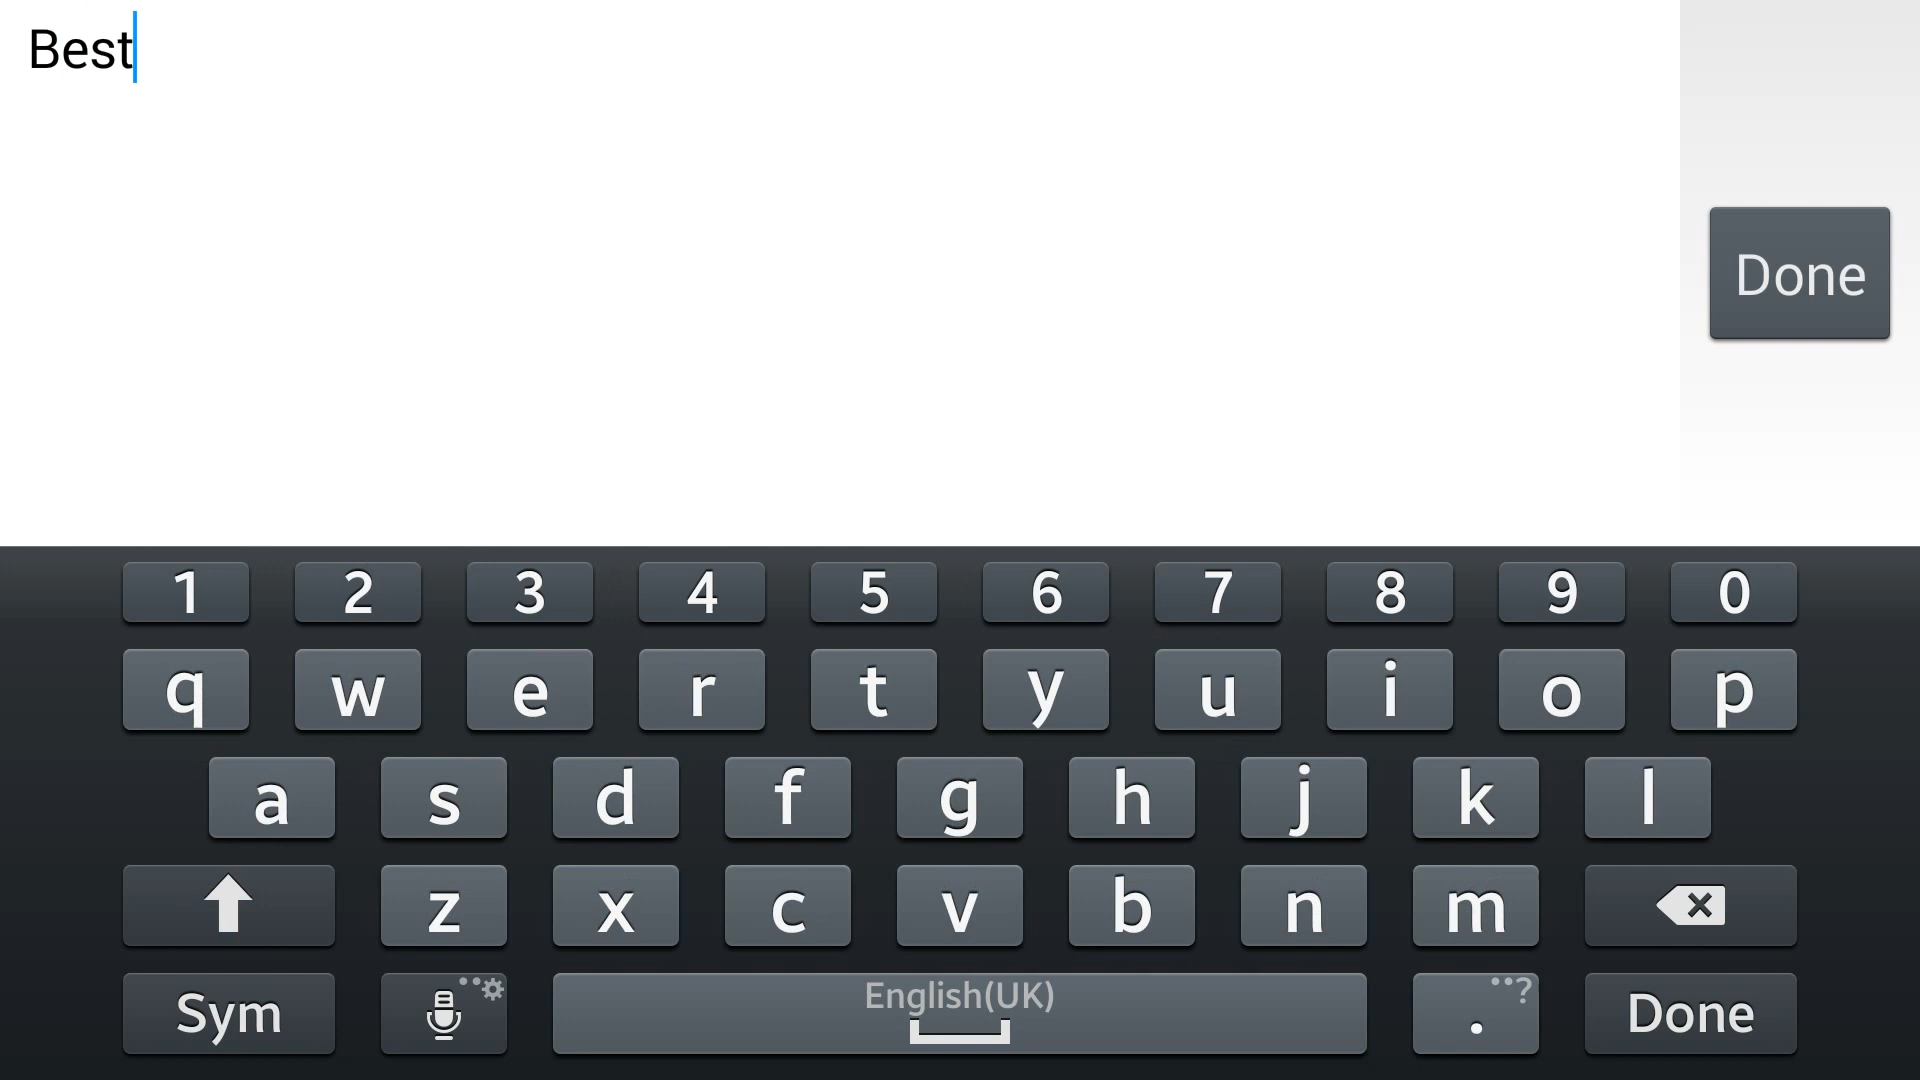 Best
Done
1 2 3 4 5 6 7 8 9 0
q w e r t y u i o p
a s d f g h j k l
z x c v b n m
Sym English(UK) . ? Done